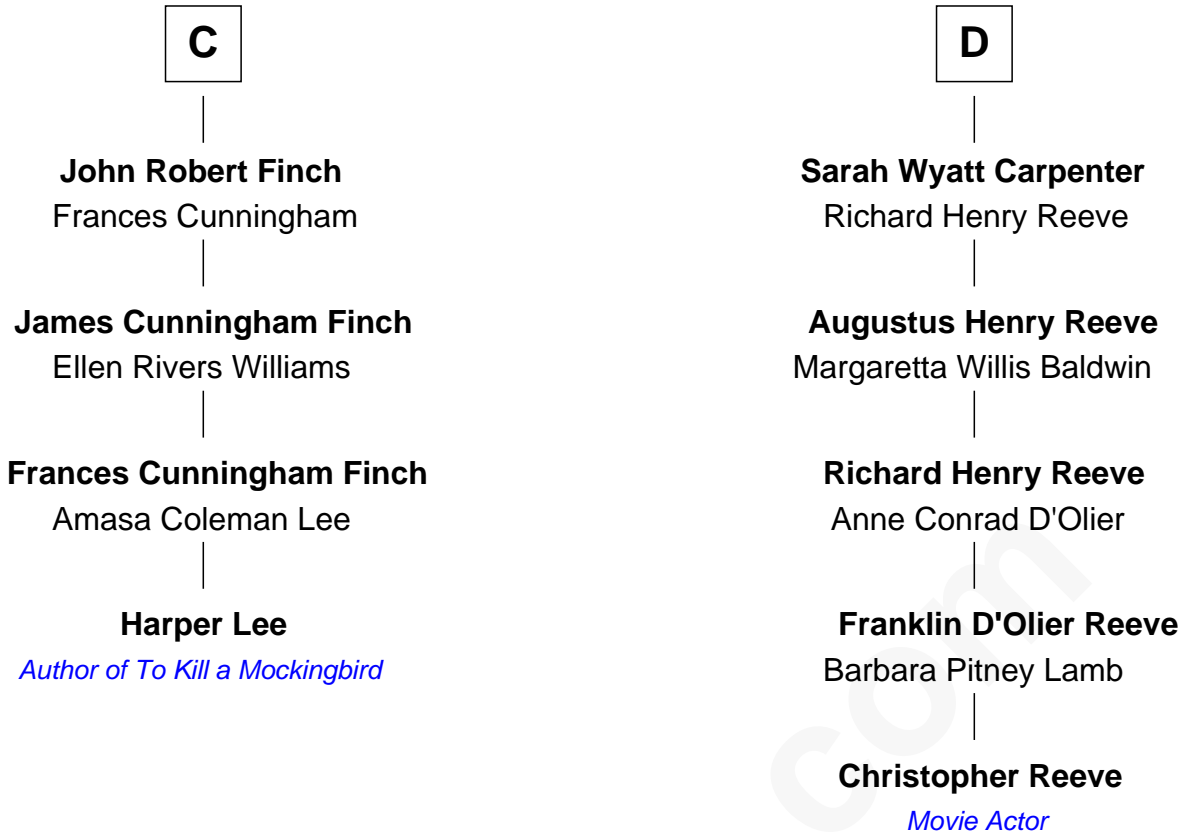 C
John Robert Finch
Frances Cunningham
James Cunningham Finch
Ellen Rivers Williams
Frances Cunningham Finch
Amasa Coleman Lee
Harper Lee
Author of To Kill a Mockingbird
D
Sarah Wyatt Carpenter
Richard Henry Reeve
Augustus Henry Reeve
Margaretta Willis Baldwin
Richard Henry Reeve
Anne Conrad D'Olier
Franklin D'Olier Reeve
Barbara Pitney Lamb
Christopher Reeve
Movie Actor
com